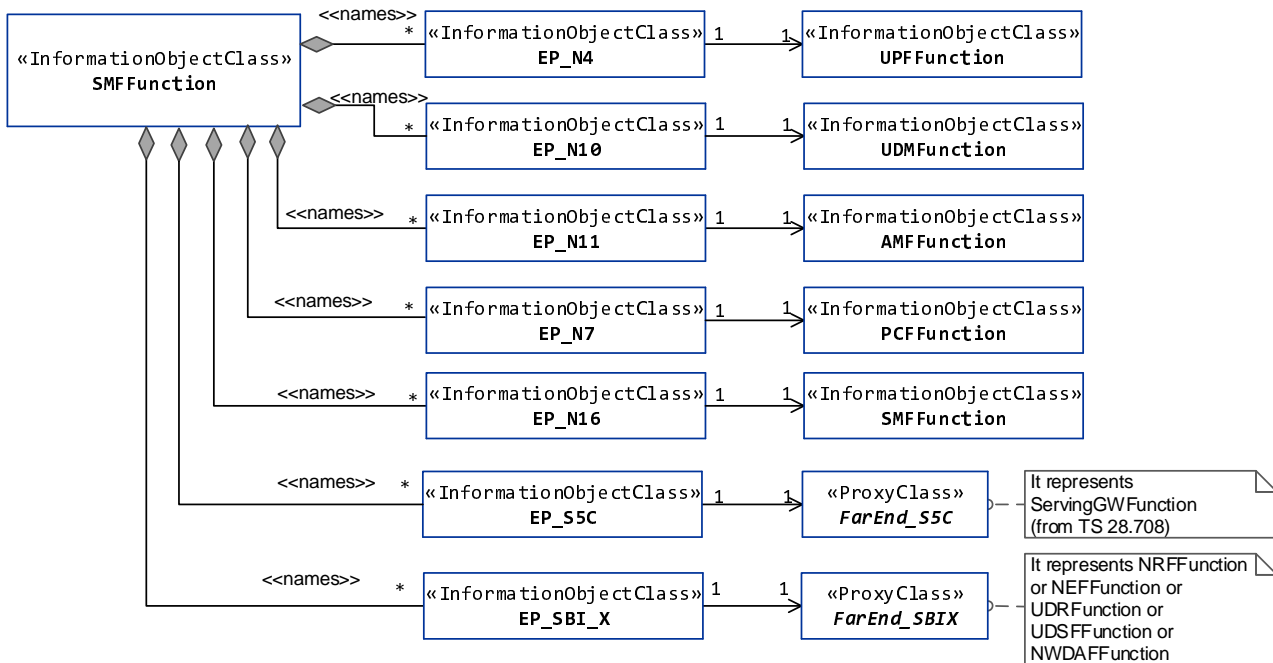 «InformationObjectClass»
SMFFunction
<<names>>
*
«InformationObjectClass»
EP_N4
1
1
«InformationObjectClass»
UPFFunction
<<names>>
*
«InformationObjectClass»
EP_N10
1
1
«InformationObjectClass»
UDMFunction
<<names>>
*
«InformationObjectClass»
EP_N11
1
1
«InformationObjectClass»
AMFFunction
<<names>>
*
«InformationObjectClass»
EP_N7
1
1
«InformationObjectClass»
PCFFunction
<<names>>
*
«InformationObjectClass»
EP_N16
1
1
«InformationObjectClass»
SMFFunction
<<names>>
*
«InformationObjectClass»
EP_S5C
1
1
«ProxyClass»
FarEnd_S5C
It represents
ServingGWFunction
(from TS 28.708)
<<names>>
*
«InformationObjectClass»
EP_SBI_X
1
1
«ProxyClass»
FarEnd_SBIX
It represents NRFFunction
or NEFFunction or
UDRFunction or
UDSFFunction or
NWDAFFunction